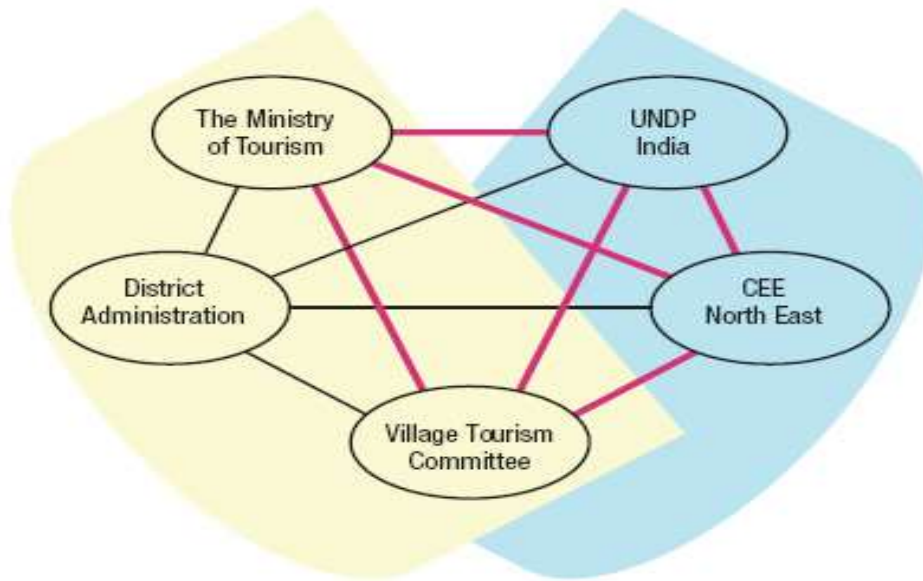 The Ministry
of Tourism
UNDP
India
District
Administration
CEE
North East
Village Tourism
Committee